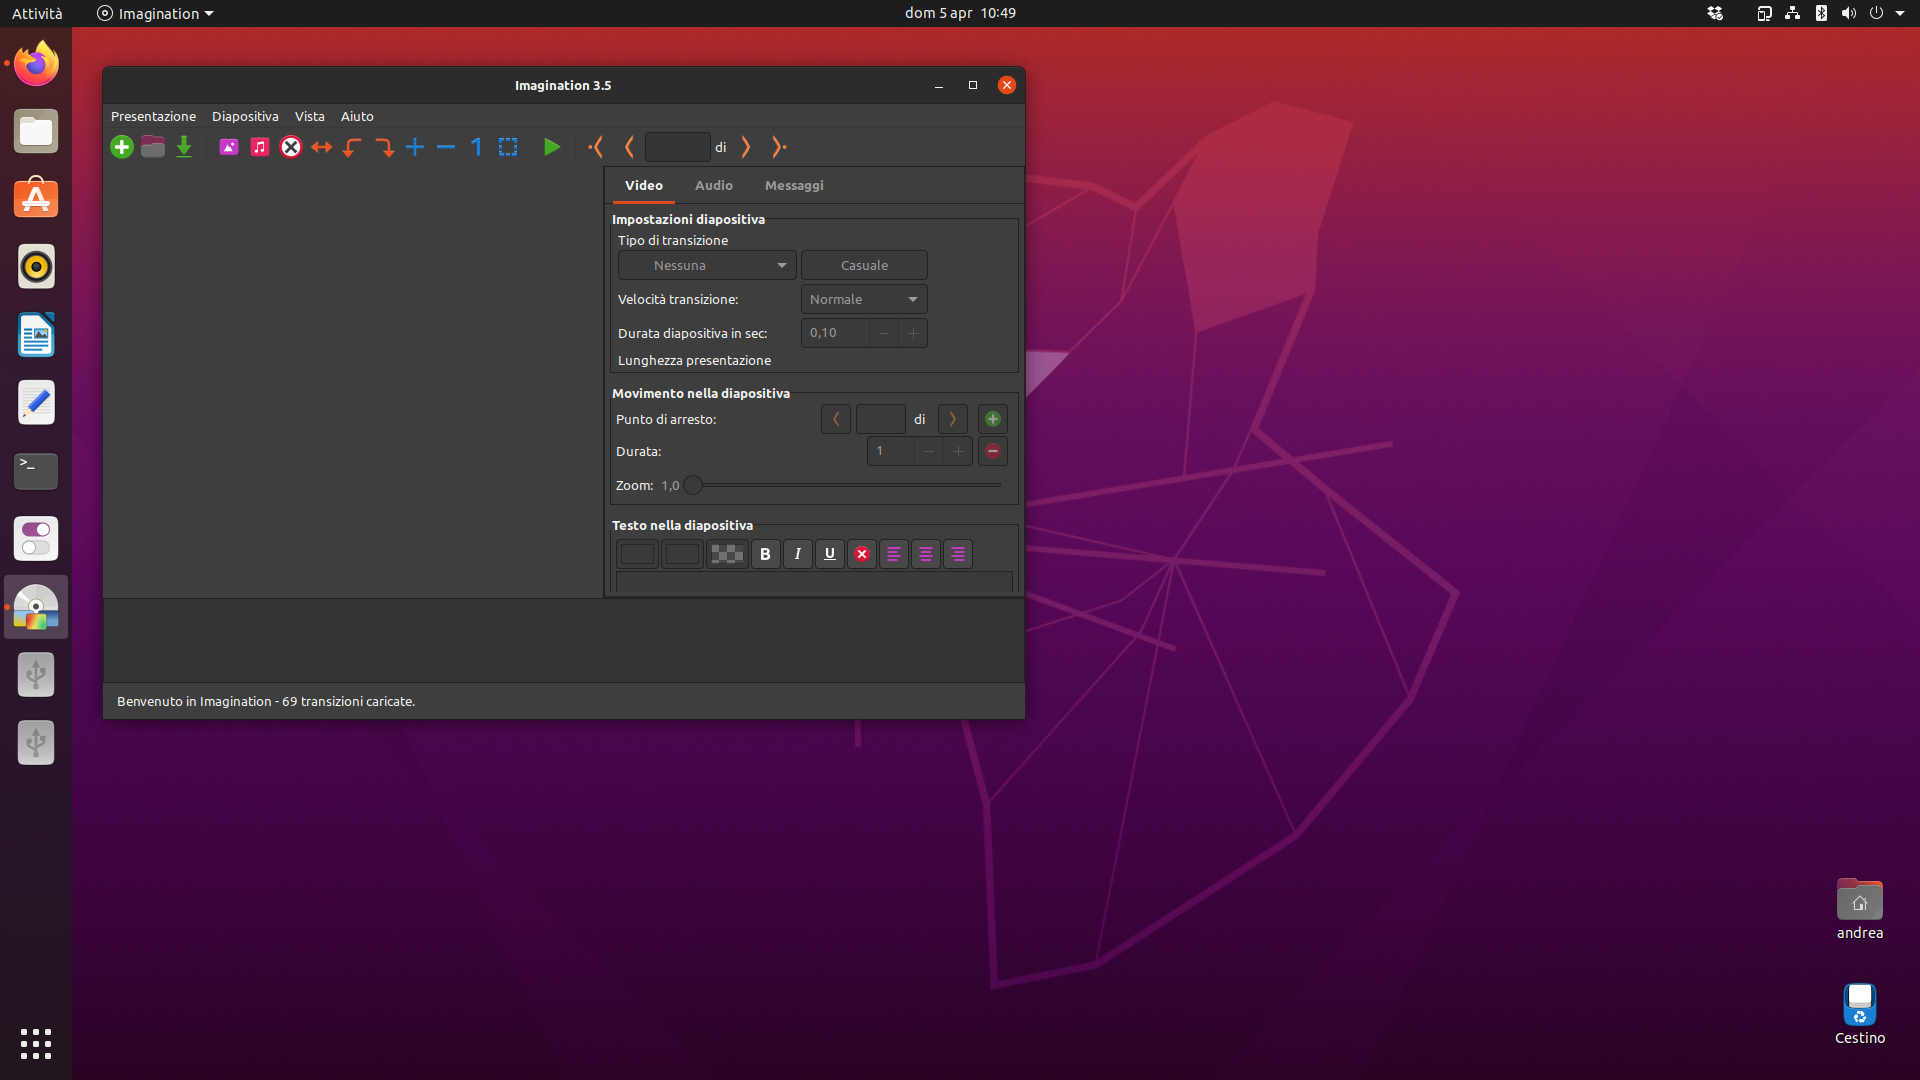 Attività
Imagination
dom 5 apr 10:49
Imagination 3.5
Presentazione Diapositiva Vista Aiuto
1
di
Video Audio Messaggi
Impostazioni diapositiva
Tipo di transizione
Nessuna Casuale
Velocità transizione: Normale
Durata diapositiva in sec: 0,10
Lunghezza presentazione
Movimento nella diapositiva
Punto di arresto: di
Durata: 1
Zoom: 1,0
Testo nella diapositiva
B I U
Benvenuto in Imagination - 69 transizioni caricate.
>_
andrea
Cestino